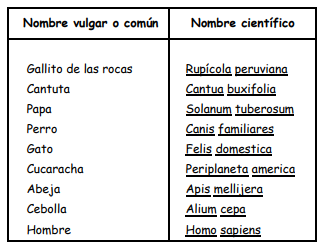 Nombre vulgar o común Nombre científico
Gallito de las rocas Rupícola peruviana
Cantuta Cantua buxifolia
Papa Solanum tuberosum
Perro Canis familiares
Gato Felis domestica
Cucaracha Periplaneta america
Abeja Apis mellijera
Cebolla Alium cepa
Hombre Homo sapiens